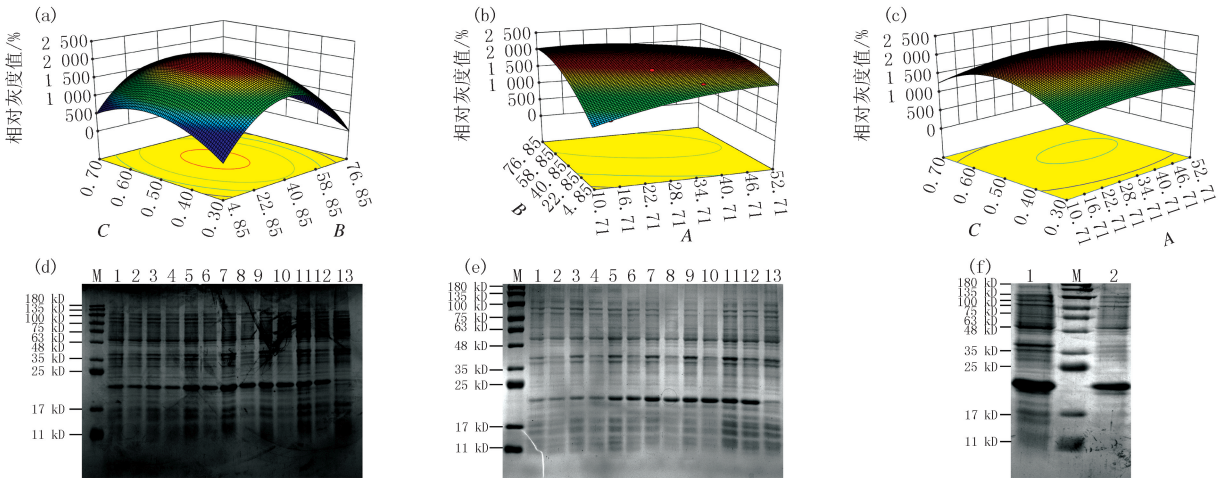 (a)
2 500
2 000
1 500
1 000
500
0
相对灰度值/%
0.70
0.60
0.50
0.40
0.30
C
4.85
22.85
40.85
58.85
76.85
B
(b)
2 500
2 000
1 500
1 000
500
0
相对灰度值/%
76.85
58.85
40.85
22.85
4.85
B
10.71
16.71
22.71
28.71
34.71
40.71
46.71
52.71
A
(c)
2 500
2 000
1 500
1 000
500
0
相对灰度值/%
0.70
0.60
0.50
0.40
0.30
C
10.71
16.71
22.71
28.71
34.71
40.71
46.71
52.71
A
(d)
M 1 2 3 4 5 6 7 8 9 10 11 12 13
180 kD
135 kD
100 kD
75 kD
63 kD
48 kD
35 kD
25 kD
17 kD
11 kD
(e)
M 1 2 3 4 5 6 7 8 9 10 11 12 13
180 kD
135 kD
100 kD
75 kD
63 kD
48 kD
35 kD
25 kD
17 kD
11 kD
(f)
1 M 2
180 kD
135 kD
100 kD
75 kD
63 kD
48 kD
35 kD
25 kD
17 kD
11 kD